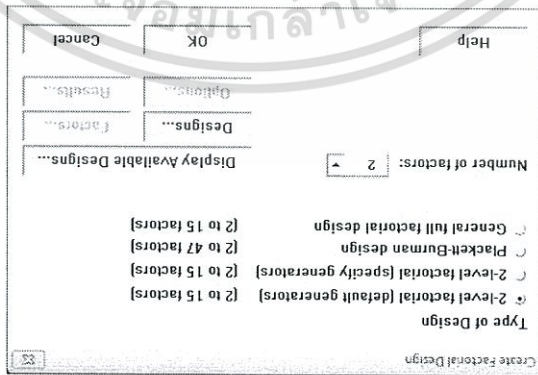 Create Factorial Design
Type of Design
2-level factorial (default generators) (2 to 15 factors)
2-level factorial (specify generators) (2 to 15 factors)
Plackett-Burman design (2 to 47 factors)
General full factorial design (2 to 15 factors)
Number of factors: 2 Display Available Designs...
Designs... Factors...
Options... Results...
Help OK Cancel